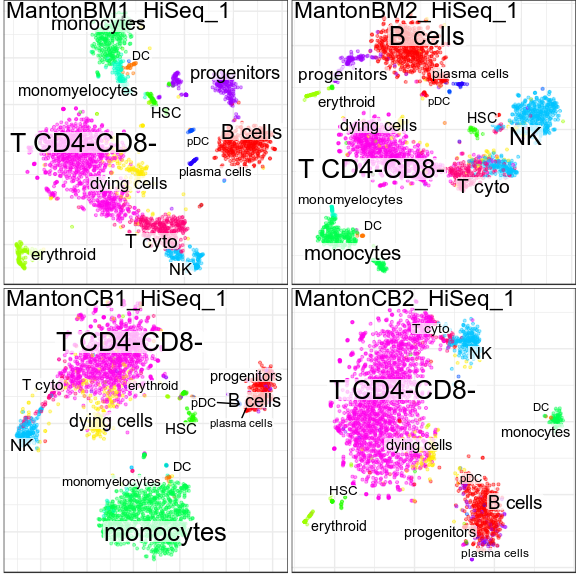 MantonBM1_HiSeq_1
monocytes
DC
monomyelocytes
progenitors
HSC
T CD4-CD8-
pDC
B cells
plasma cells
dying cells
T cyto
erythroid
NK
MantonBM2_HiSeq_1
B cells
progenitors
plasma cells
erythroid
pDC
HSC
dying cells
NK
T CD4-CD8-
T cyto
monomyelocytes
DC
monocytes
MantonCB1_HiSeq_1
T CD4-CD8-
T cyto
erythroid
progenitors
pDC
B cells
dying cells
HSC
plasma cells
NK
DC
monomyelocytes
monocytes
MantonCB2_HiSeq_1
T cyto
NK
T CD4-CD8-
DC
monocytes
dying cells
pDC
HSC
B cells
erythroid
progenitors
plasma cells